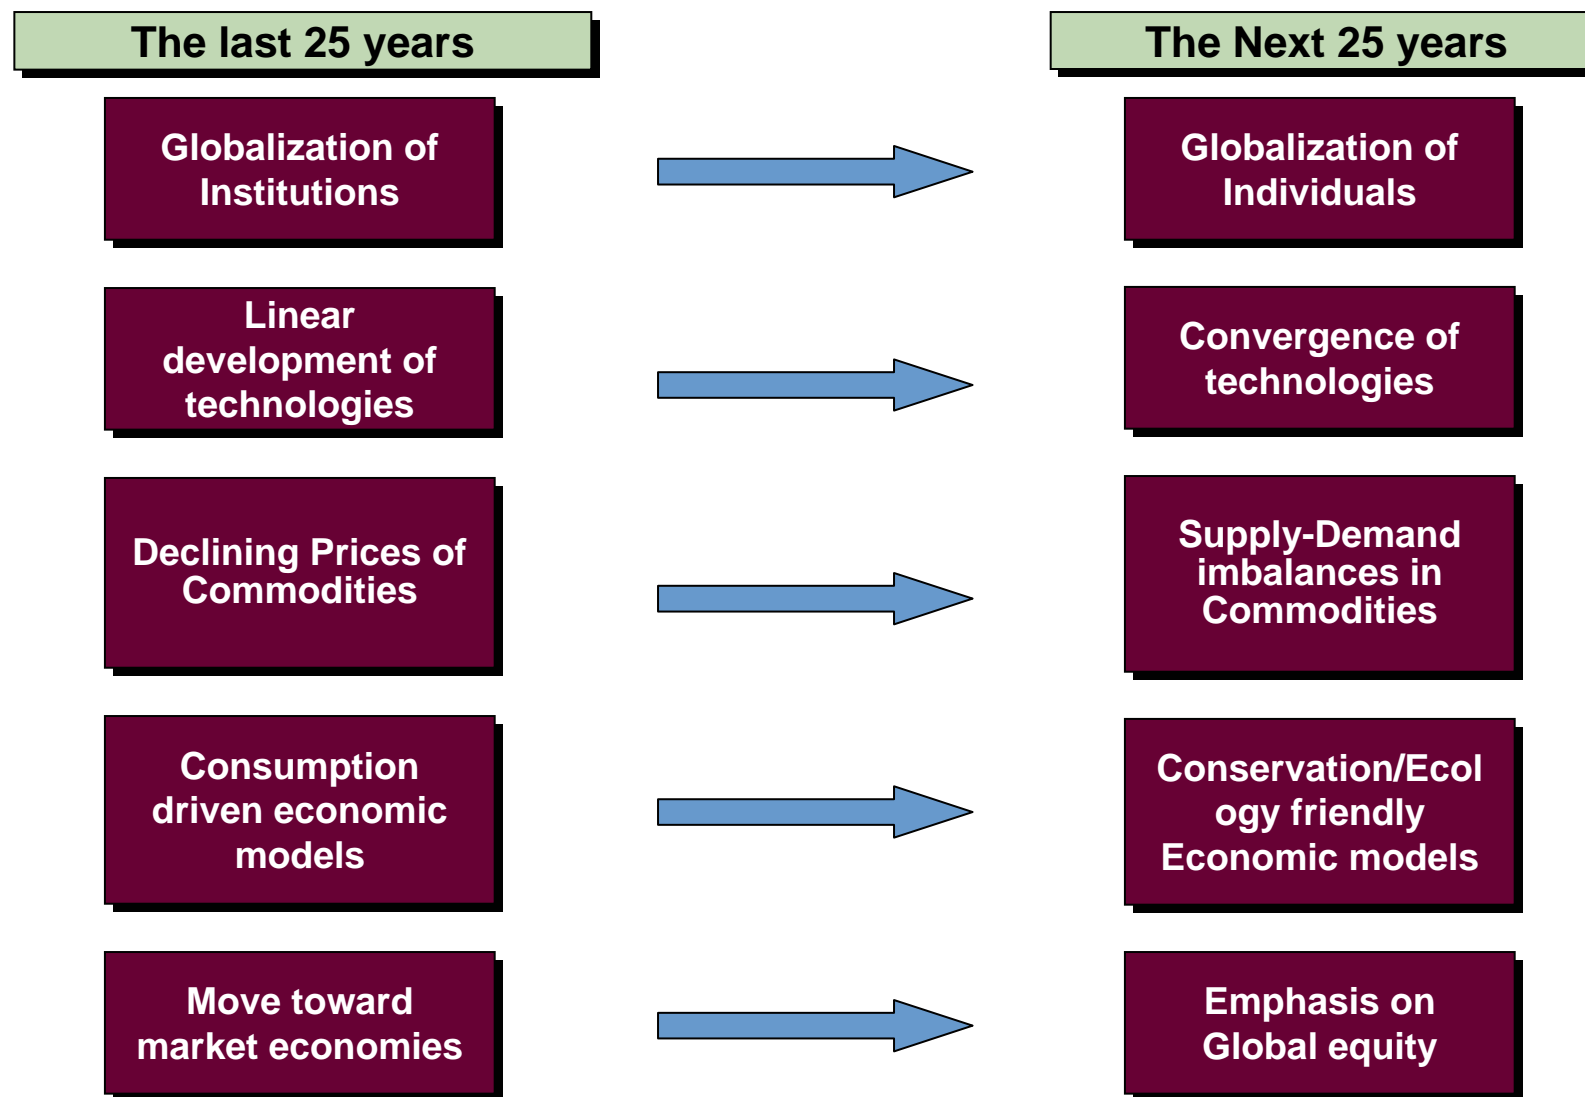 The last 25 years
The Next 25 years
Globalization of
Institutions
Globalization of
Individuals
Linear
development of
technologies
Convergence of
technologies
Declining Prices of
Commodities
Supply-Demand
imbalances in
Commodities
Consumption
driven economic
models
Conservation/Ecol
ogy friendly
Economic models
Move toward
market economies
Emphasis on
Global equity